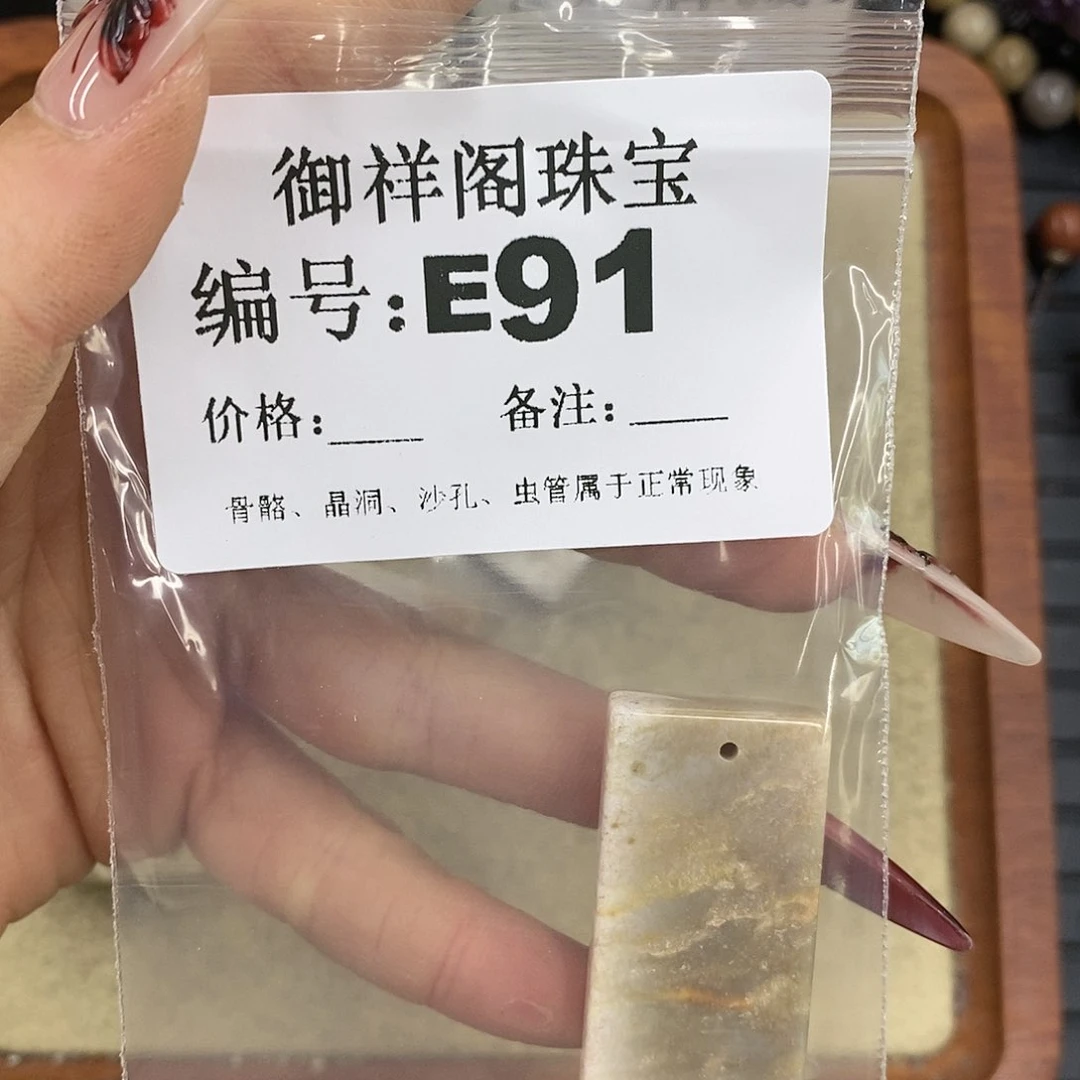 御祥阁珠宝
编号:E91
价格:____ 备注:____
骨骼、晶洞、沙孔、虫管属于正常现象